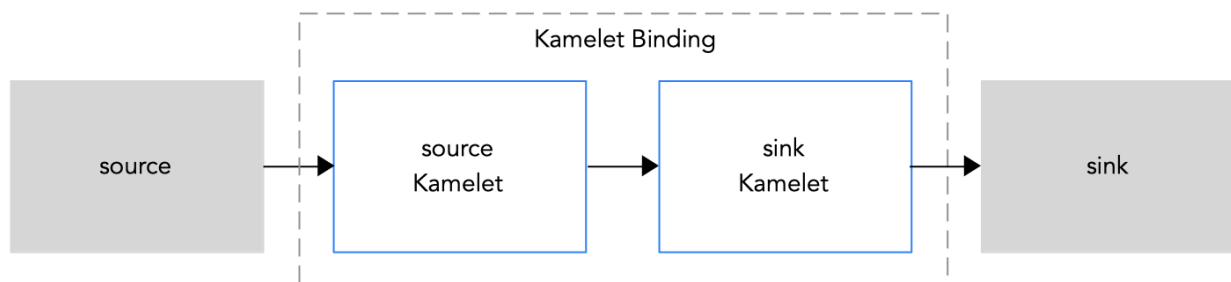 Kamelet Binding
source
source
Kamelet
sink
Kamelet
sink